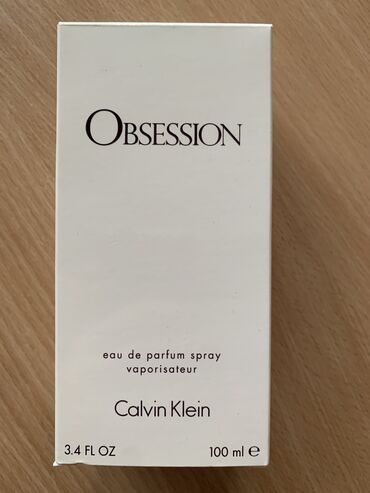 OBSESSION
eau de parfum spray
vaporisateur
Calvin Klein
3.4 FL OZ 100 ml ℮